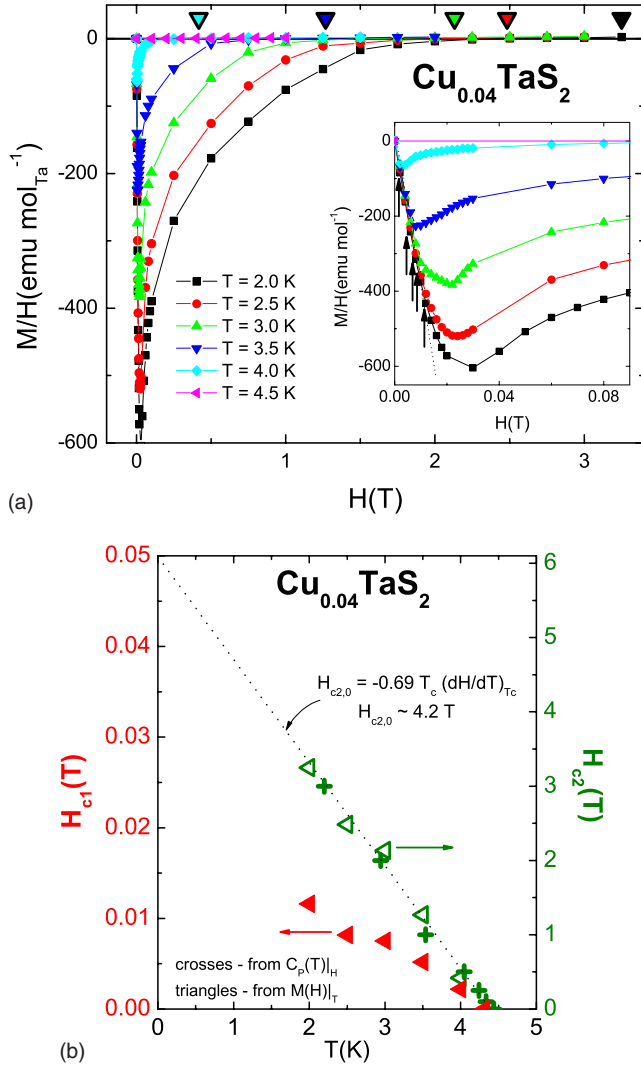 0
-200
-400
-600
M/H(emu mol_Ta^-1)
0 1 2 3
H(T)
(a)
Cu0.04TaS2
T = 2.0 K
T = 2.5 K
T = 3.0 K
T = 3.5 K
T = 4.0 K
T = 4.5 K
0
-200
-400
-600
M/H(emu mol^-1)
0.00 0.04 0.08
H(T)
0.05
0.04
0.03
0.02
0.01
0.00
Hc1(T)
Cu0.04TaS2
Hc2,0 = -0.69 Tc (dH/dT)Tc
Hc2,0 ~ 4.2 T
6
5
4
3
2
1
0
Hc2(T)
crosses - from CP(T)|H
triangles - from M(H)|T
0 1 2 3 4 5
T(K)
(b)